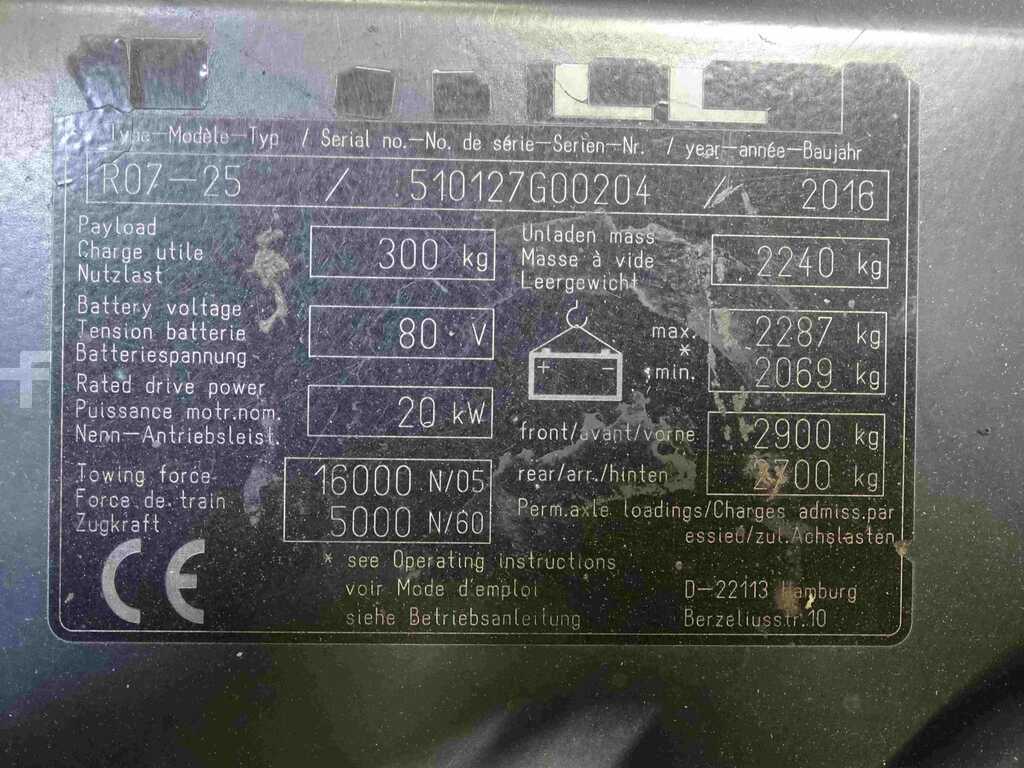 Type—Modèle—Typ / Serial no.—No. de série—Serien-Nr. / year—année—Baujahr
R07—25 / 510127G00204 / 2016
Payload
Charge utile
Nutzlast
300 kg
Unladen mass
Masse à vide
Leergewicht
2240 kg
Battery voltage
Tension batterie
Batteriespannung
80 V
+ −
max. 2287 kg
*
min. 2069 kg
Rated drive power
Puissance motr.nom.
Nenn—Antriebsleist.
20 kW
front/avant/vorne 2900 kg
rear/arr./hinten kg
Perm.axle loadings/Charges admiss.par
essieu/zul.Achslasten
Towing force
Force de train
Zugkraft
16000 N/05
5000 N/60
CE
* see Operating instructions
voir Mode d'emploi
siehe Betriebsanleitung
D—22113 Hamburg
Berzeliusstr.10